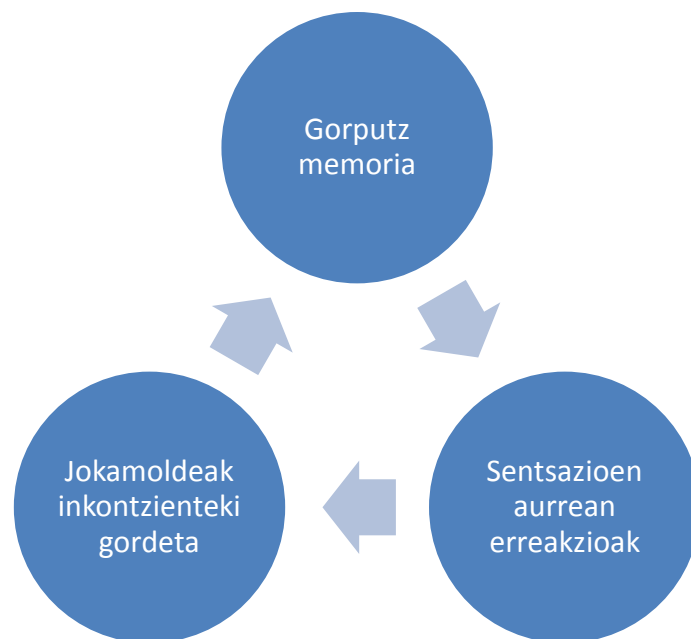 Gorputz
memoria
Sentsazioen
aurrean
erreakzioak
Jokamoldeak
inkontzienteki
gordeta